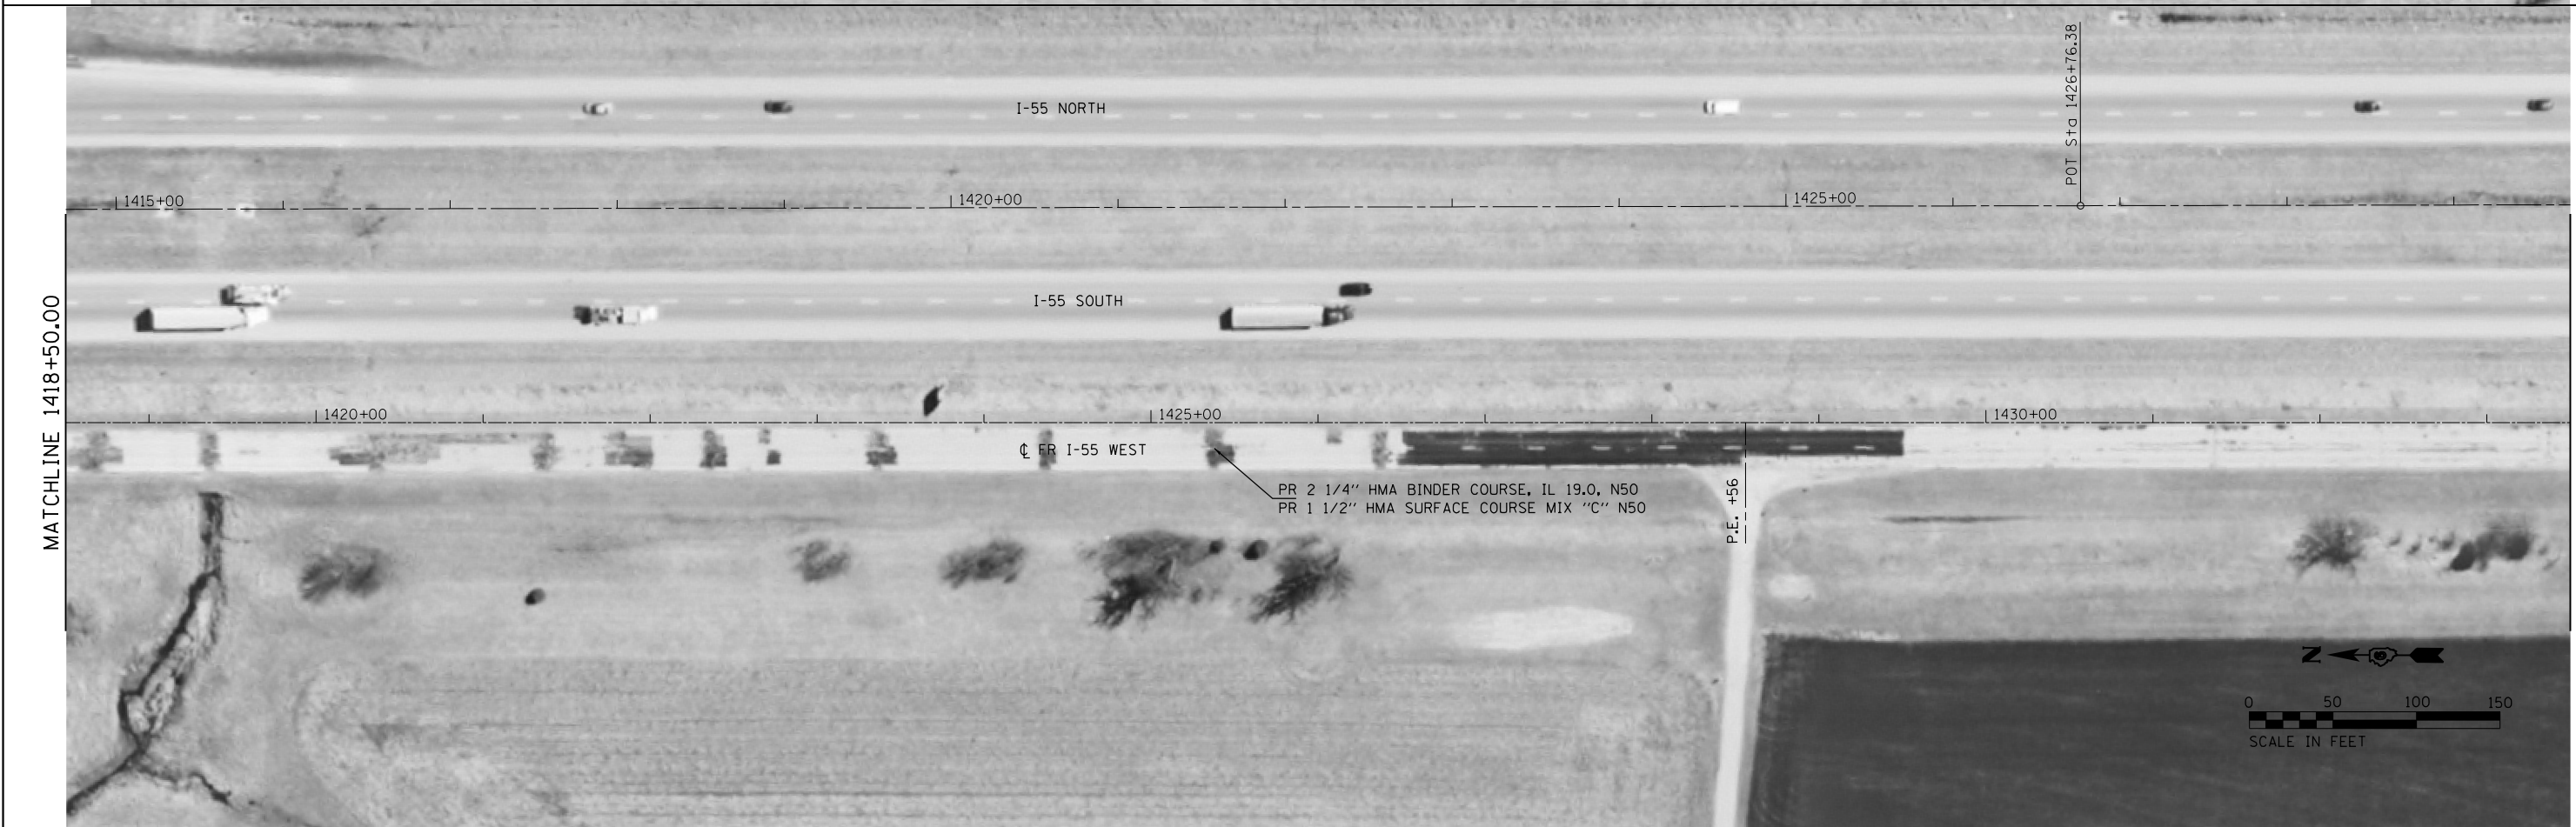 POT Sta 1426+76.38
I-55 NORTH
1415+00
1420+00
1425+00
I-55 SOUTH
MATCHLINE 1418+50.00
1420+00
1425+00
1430+00
℄ FR I-55 WEST
PR 2 1/4" HMA BINDER COURSE, IL 19.0, N50
PR 1 1/2" HMA SURFACE COURSE MIX "C" N50
P.E. +56
N
0 50 100 150
SCALE IN FEET